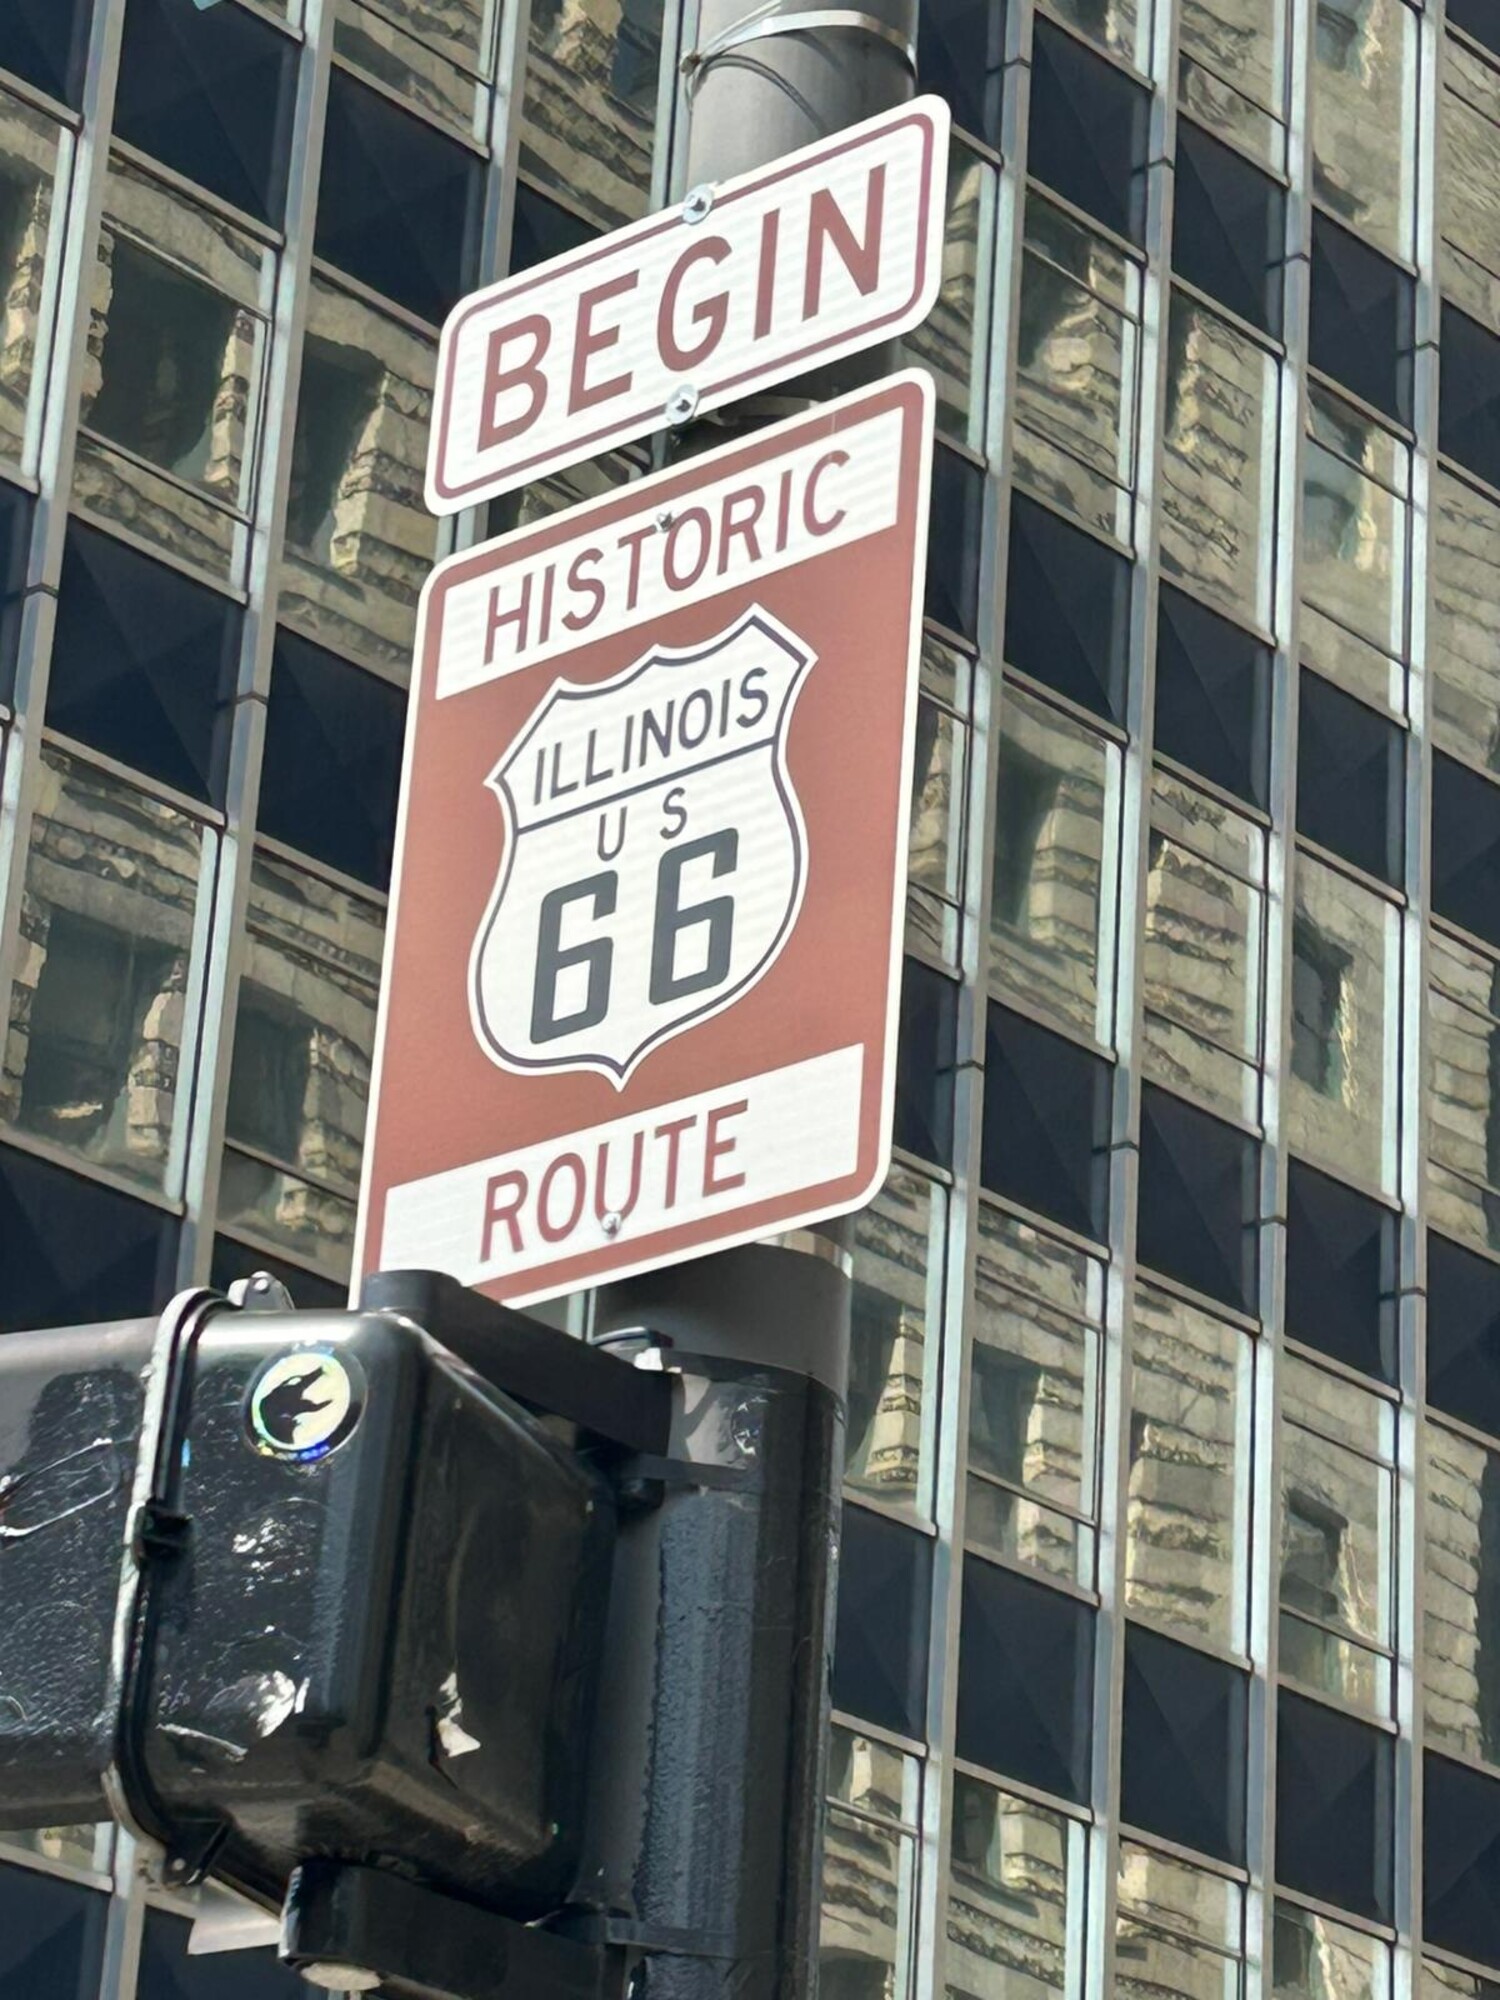 BEGIN
HISTORIC
ILLINOIS
U S
66
ROUTE